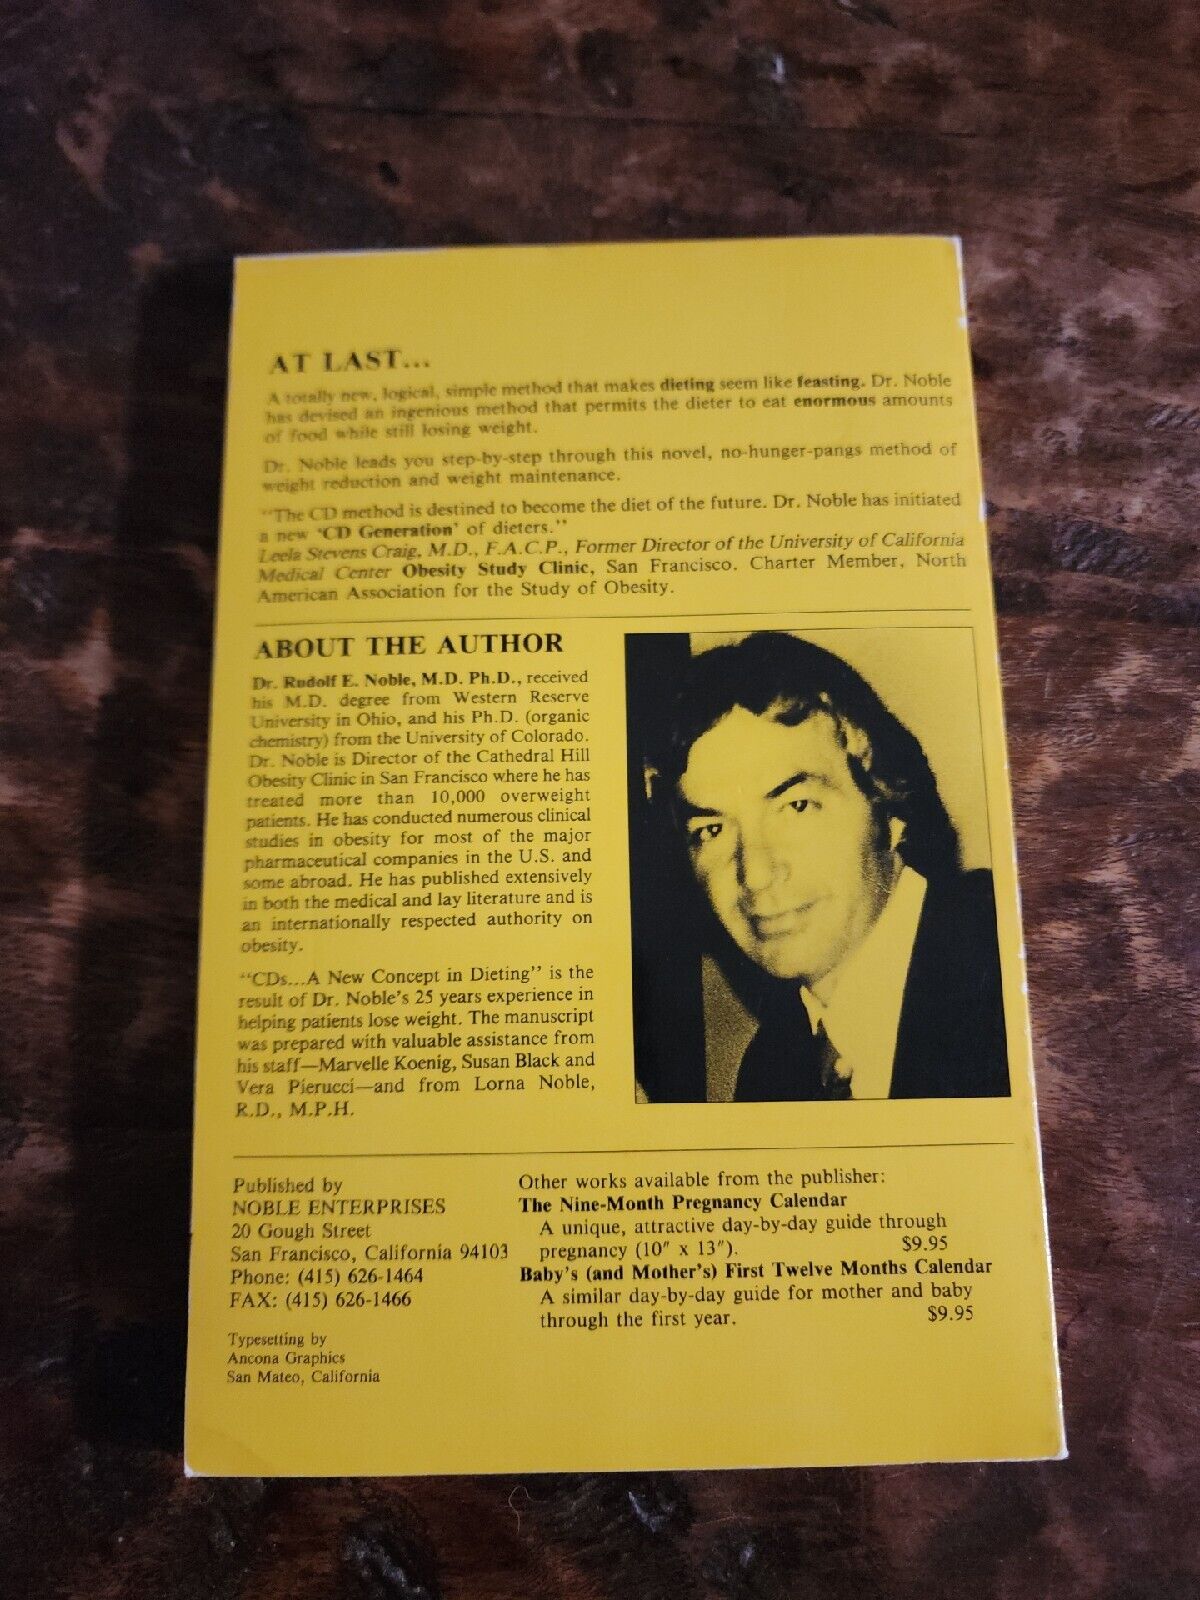 AT LAST...
A totally new, logical, simple method that makes dieting seem like feasting. Dr. Noble
has devised an ingenious method that permits the dieter to eat enormous amounts
of food while still losing weight.
Dr. Noble leads you step-by-step through this novel, no-hunger-pangs method of
weight reduction and weight maintenance.
"The CD method is destined to become the diet of the future. Dr. Noble has initiated
a new 'CD Generation' of dieters."
Leela Stevens Craig, M.D., F.A.C.P., Former Director of the University of California
Medical Center Obesity Study Clinic, San Francisco. Charter Member, North
American Association for the Study of Obesity.
ABOUT THE AUTHOR
Dr. Rudolf E. Noble, M.D. Ph.D., received
his M.D. degree from Western Reserve
University in Ohio, and his Ph.D. (organic
chemistry) from the University of Colorado.
Dr. Noble is Director of the Cathedral Hill
Obesity Clinic in San Francisco where he has
treated more than 10,000 overweight
patients. He has conducted numerous clinical
studies in obesity for most of the major
pharmaceutical companies in the U.S. and
some abroad. He has published extensively
in both the medical and lay literature and is
an internationally respected authority on
obesity.
"CDs...A New Concept in Dieting" is the
result of Dr. Noble's 25 years experience in
helping patients lose weight. The manuscript
was prepared with valuable assistance from
his staff—Marvelle Koenig, Susan Black and
Vera Pierucci—and from Lorna Noble,
R.D., M.P.H.
Published by
NOBLE ENTERPRISES
20 Gough Street
San Francisco, California 94103
Phone: (415) 626-1464
FAX: (415) 626-1466
Typesetting by
Ancona Graphics
San Mateo, California
Other works available from the publisher:
The Nine-Month Pregnancy Calendar
A unique, attractive day-by-day guide through
pregnancy (10" x 13"). $9.95
Baby's (and Mother's) First Twelve Months Calendar
A similar day-by-day guide for mother and baby
through the first year. $9.95